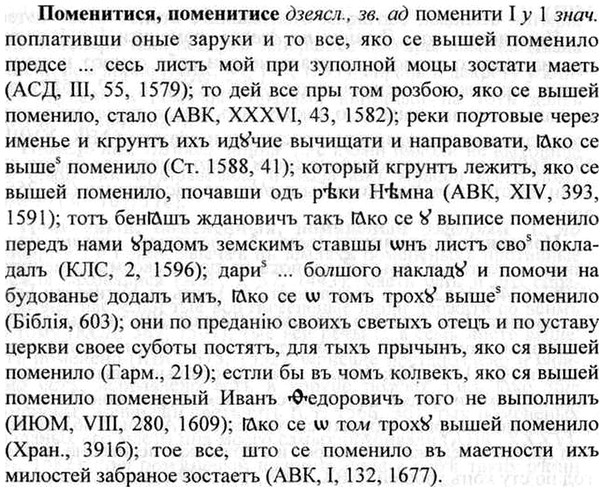 Поменитися, поменитисе дзеясл., зв. ад поменити I у 1 знач.
поплативши оные заруки и то все, яко се вышей поменило
предсе ... сесь листъ мой при зуполной моцы зостати маеть
(АСД, III, 55, 1579); то дей все пры том розбою, яко се вышей
поменило, стало (АВК, XXXVI, 43, 1582); реки портовые через
именье и кгрунтъ ихъ идꙋчие вычищати и направовати, ꙗко се
вышеˢ поменило (Ст. 1588, 41); который кгрунтъ лежитъ, яко се
вышей поменило, почавши одъ рѣки Нѣмна (АВК, XIV, 393,
1591); тотъ бенꙗшъ ждановичъ такъ ꙗко се ꙋ выписе поменило
передъ нами ꙋрадомъ земскимъ ставшы ѡнъ листъ своˢ покла-
далъ (КЛС, 2, 1596); дариˢ ... болшого накладꙋ и помочи на
будованье додалъ имъ, ꙗко се ѡ томъ трохꙋ вышеˢ поменило
(Біблія, 603); они по преданію своихъ светыхъ отецъ и по уставу
церкви своее суботы постятъ, для тыхъ прычынъ, яко ся вышей
поменило (Гарм., 219); естли бы въ чомъ колвекъ, яко ся вышей
поменило помененый Иванъ Ѳедоровичъ того не выполнилъ
(ИЮМ, VIII, 280, 1609); ꙗко се ѡ том трохꙋ вышей поменило
(Хран., 391б); тое все, што се поменило въ маетности ихъ
милостей забраное зостаетъ (АВК, I, 132, 1677).